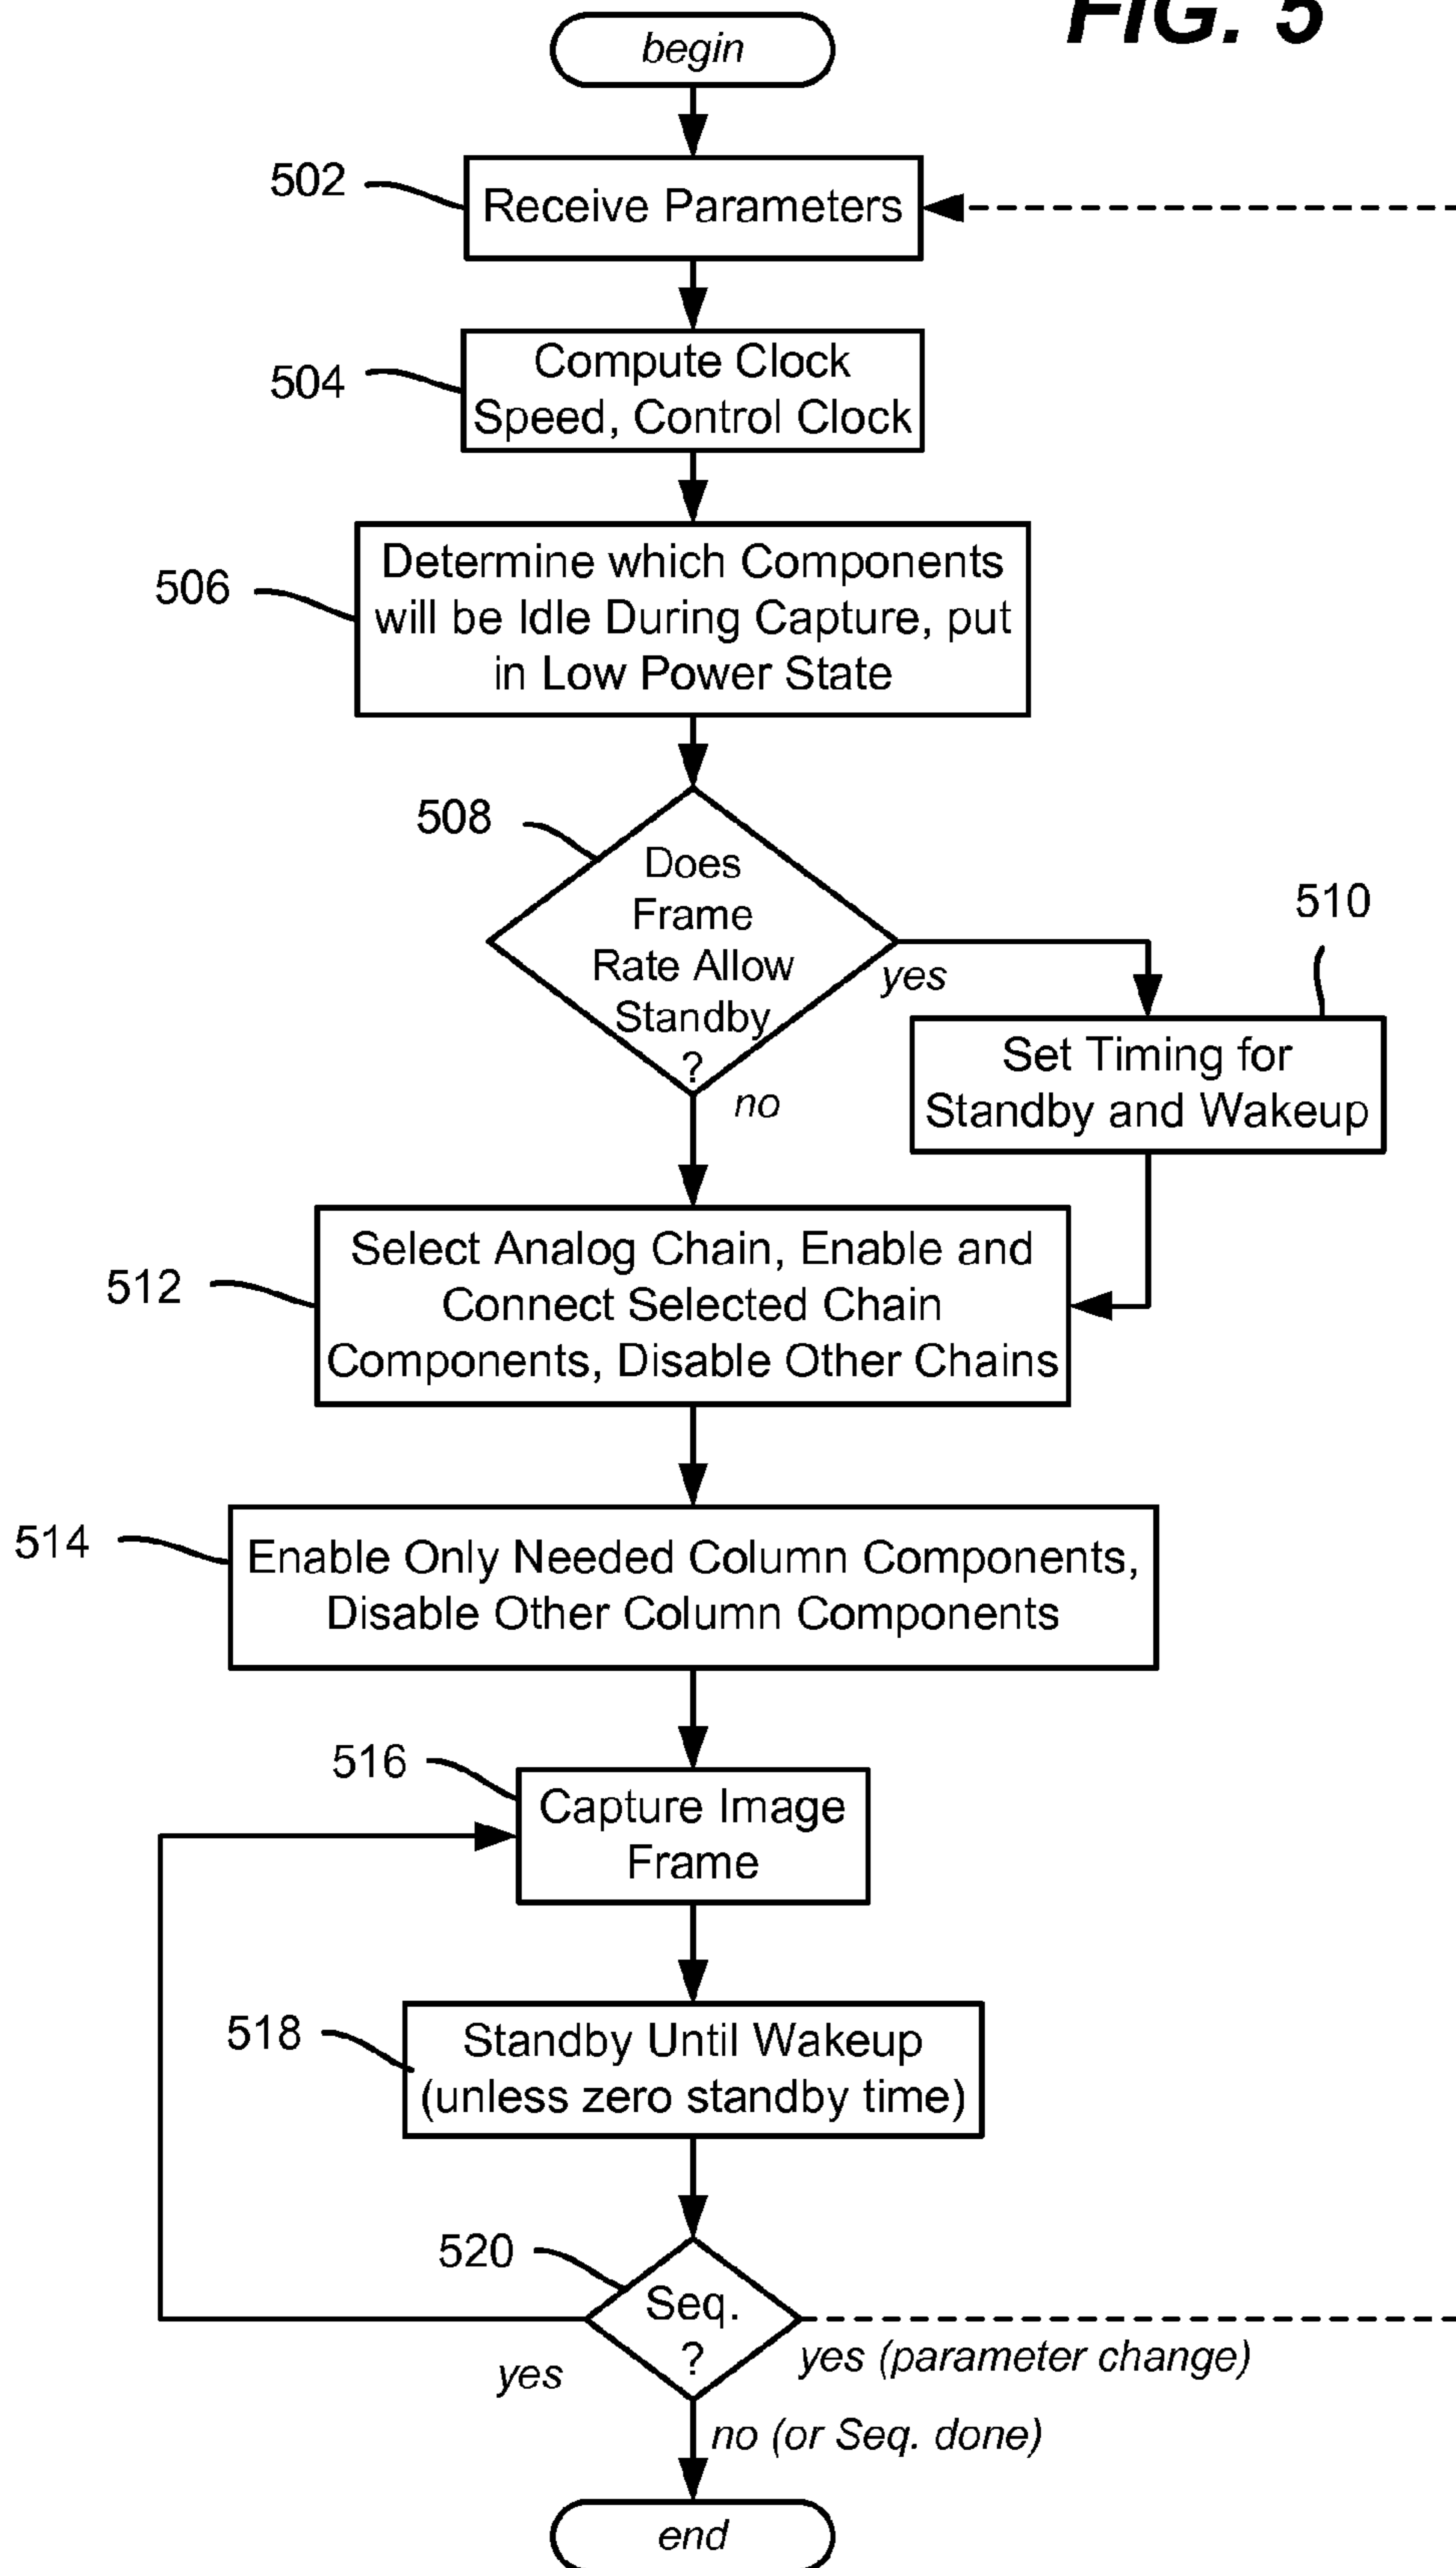 FIG. 5
begin
502
Receive Parameters
504
Compute Clock
Speed, Control Clock
506
Determine which Components
will be Idle During Capture, put
in Low Power State
508
Does
Frame
Rate Allow
Standby
?
yes
no
510
Set Timing for
Standby and Wakeup
512
Select Analog Chain, Enable and
Connect Selected Chain
Components, Disable Other Chains
514
Enable Only Needed Column Components,
Disable Other Column Components
516
Capture Image
Frame
518
Standby Until Wakeup
(unless zero standby time)
520
Seq.
?
yes
yes (parameter change)
no (or Seq. done)
end